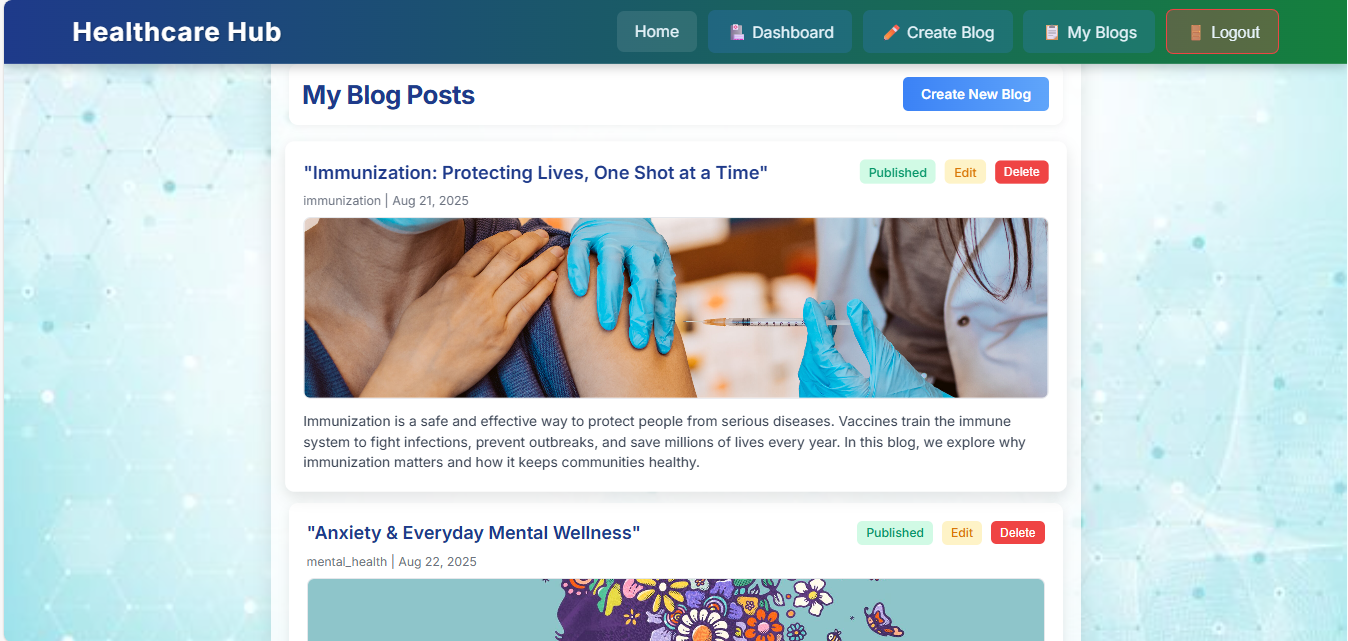 Healthcare Hub
Home
Dashboard
Create Blog
My Blogs
Logout
My Blog Posts
Create New Blog
"Immunization: Protecting Lives, One Shot at a Time"
Published
Edit
Delete
immunization | Aug 21, 2025
Immunization is a safe and effective way to protect people from serious diseases. Vaccines train the immune
system to fight infections, prevent outbreaks, and save millions of lives every year. In this blog, we explore why
immunization matters and how it keeps communities healthy.
"Anxiety & Everyday Mental Wellness"
Published
Edit
Delete
mental_health | Aug 22, 2025